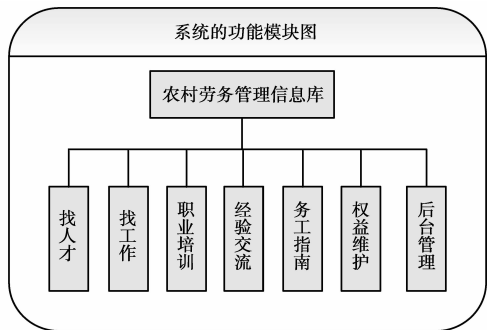 系统的功能模块图
农村劳务管理信息库
找人才
找工作
职业培训
经验交流
务工指南
权益维护
后台管理